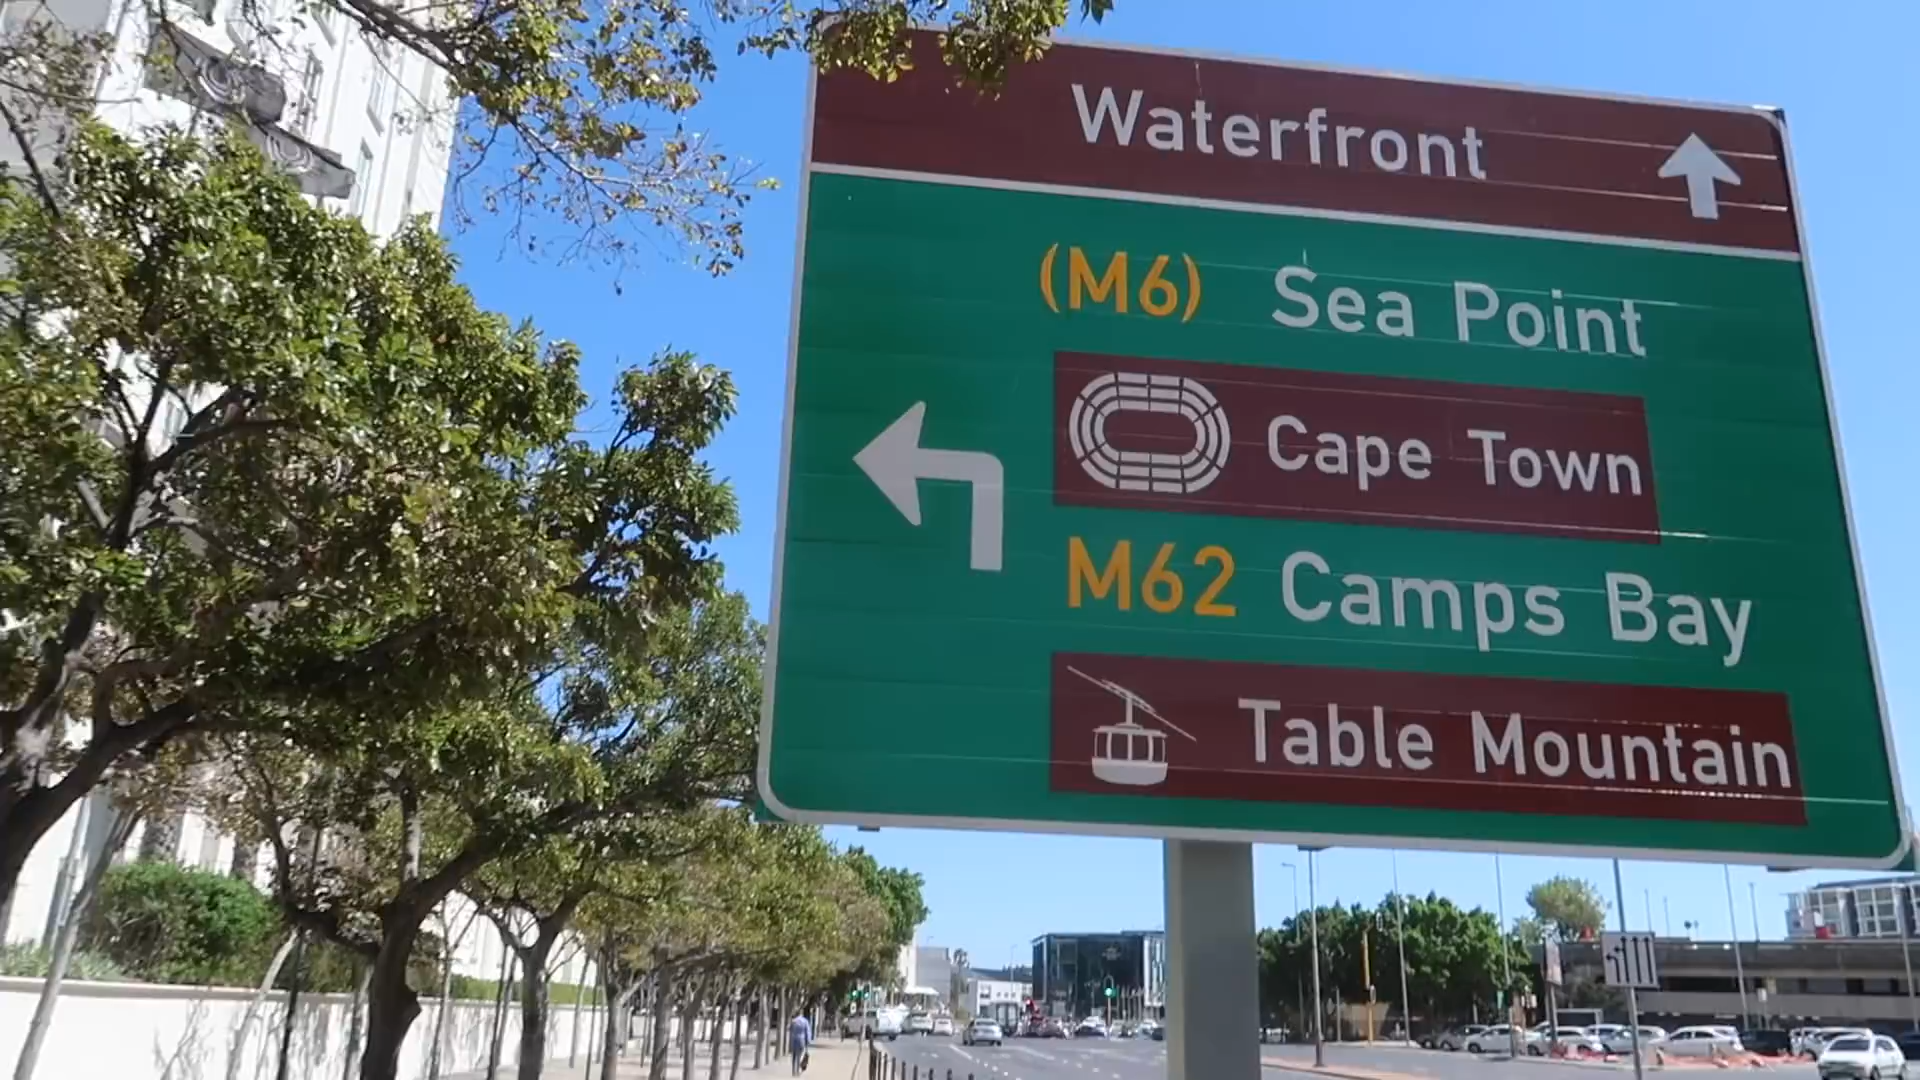 Waterfront
(M6) Sea Point
Cape Town
M62 Camps Bay
Table Mountain